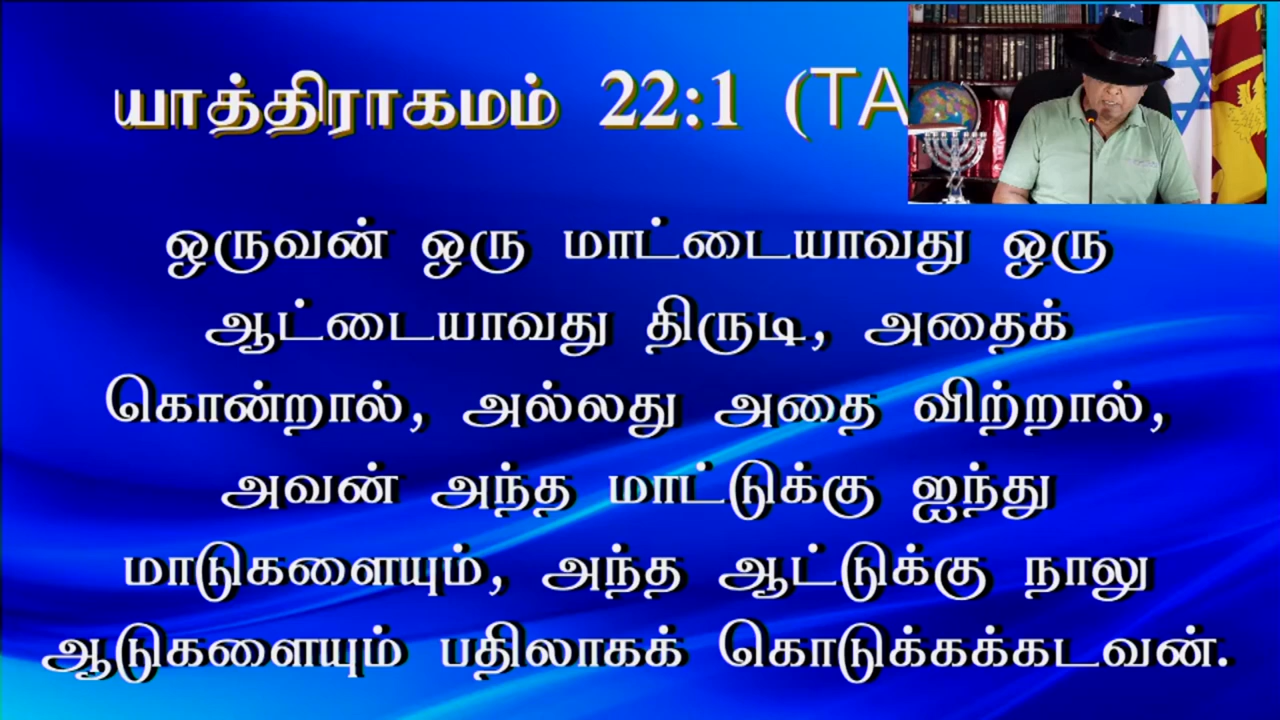 யாத்திராகமம் 22:1 (TA
ஒருவன் ஒரு மாட்டையாவது ஒரு
ஆட்டையாவது திருடி, அதைக்
கொன்றால், அல்லது அதை விற்றால்,
அவன் அந்த மாட்டுக்கு ஐந்து
மாடுகளையும், அந்த ஆட்டுக்கு நாலு
ஆடுகளையும் பதிலாகக் கொடுக்கக்கடவன்.